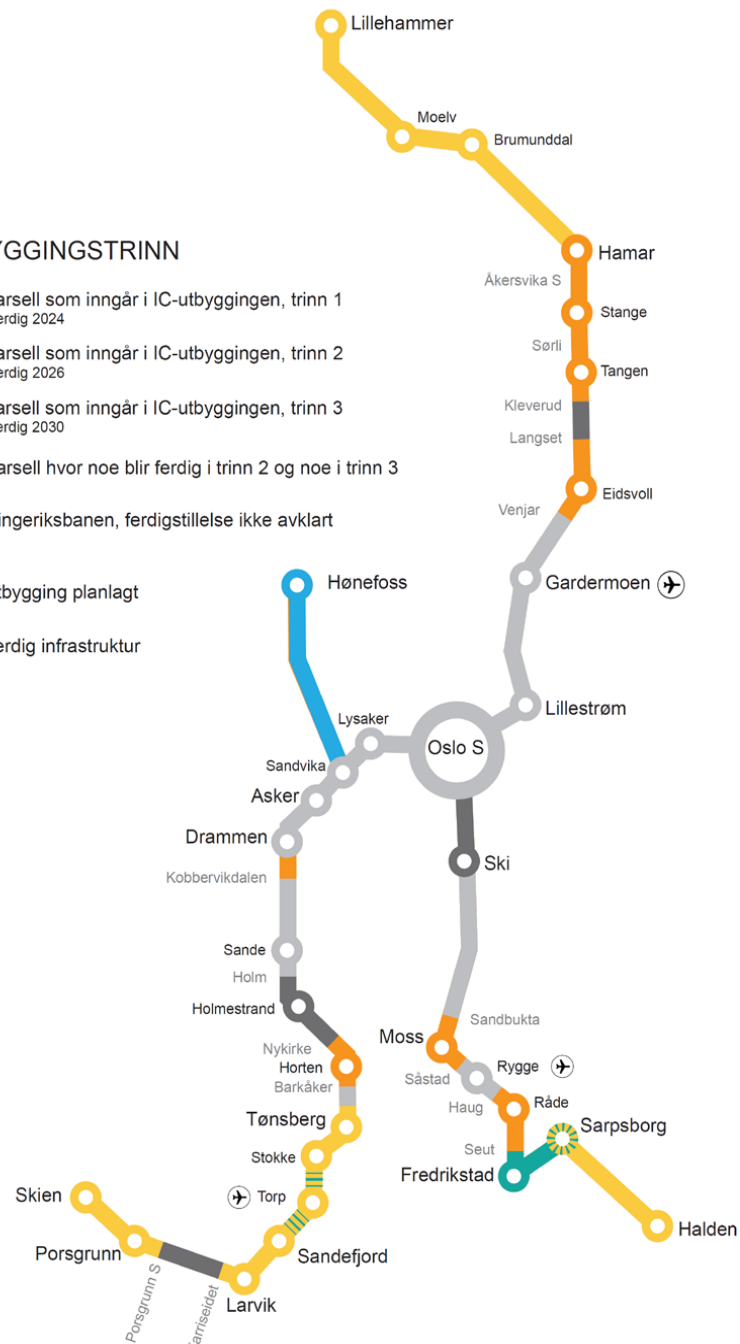 Lillehammer
Moelv
Brumunddal
YGGINGSTRINN
Hamar
Åkersvika S
arsell som inngår i IC-utbyggingen, trinn 1
erdig 2024
Stange
Sørli
arsell som inngår i IC-utbyggingen, trinn 2
erdig 2026
Tangen
Kleverud
arsell som inngår i IC-utbyggingen, trinn 3
erdig 2030
Langset
arsell hvor noe blir ferdig i trinn 2 og noe i trinn 3
Eidsvoll
Venjar
ingeriksbanen, ferdigstillelse ikke avklart
Hønefoss
Gardermoen
tbygging planlagt
erdig infrastruktur
Lillestrøm
Lysaker
Oslo S
Sandvika
Asker
Drammen
Ski
Kobbervikdalen
Sande
Holm
Holmestrand
Sandbukta
Moss
Nykirke
Horten
Rygge
Såstad
Barkåker
Råde
Haug
Tønsberg
Sarpsborg
Seut
Stokke
Fredrikstad
Skien
Torp
Halden
Porsgrunn
Sandefjord
Porsgrunn S
arriseidet
Larvik